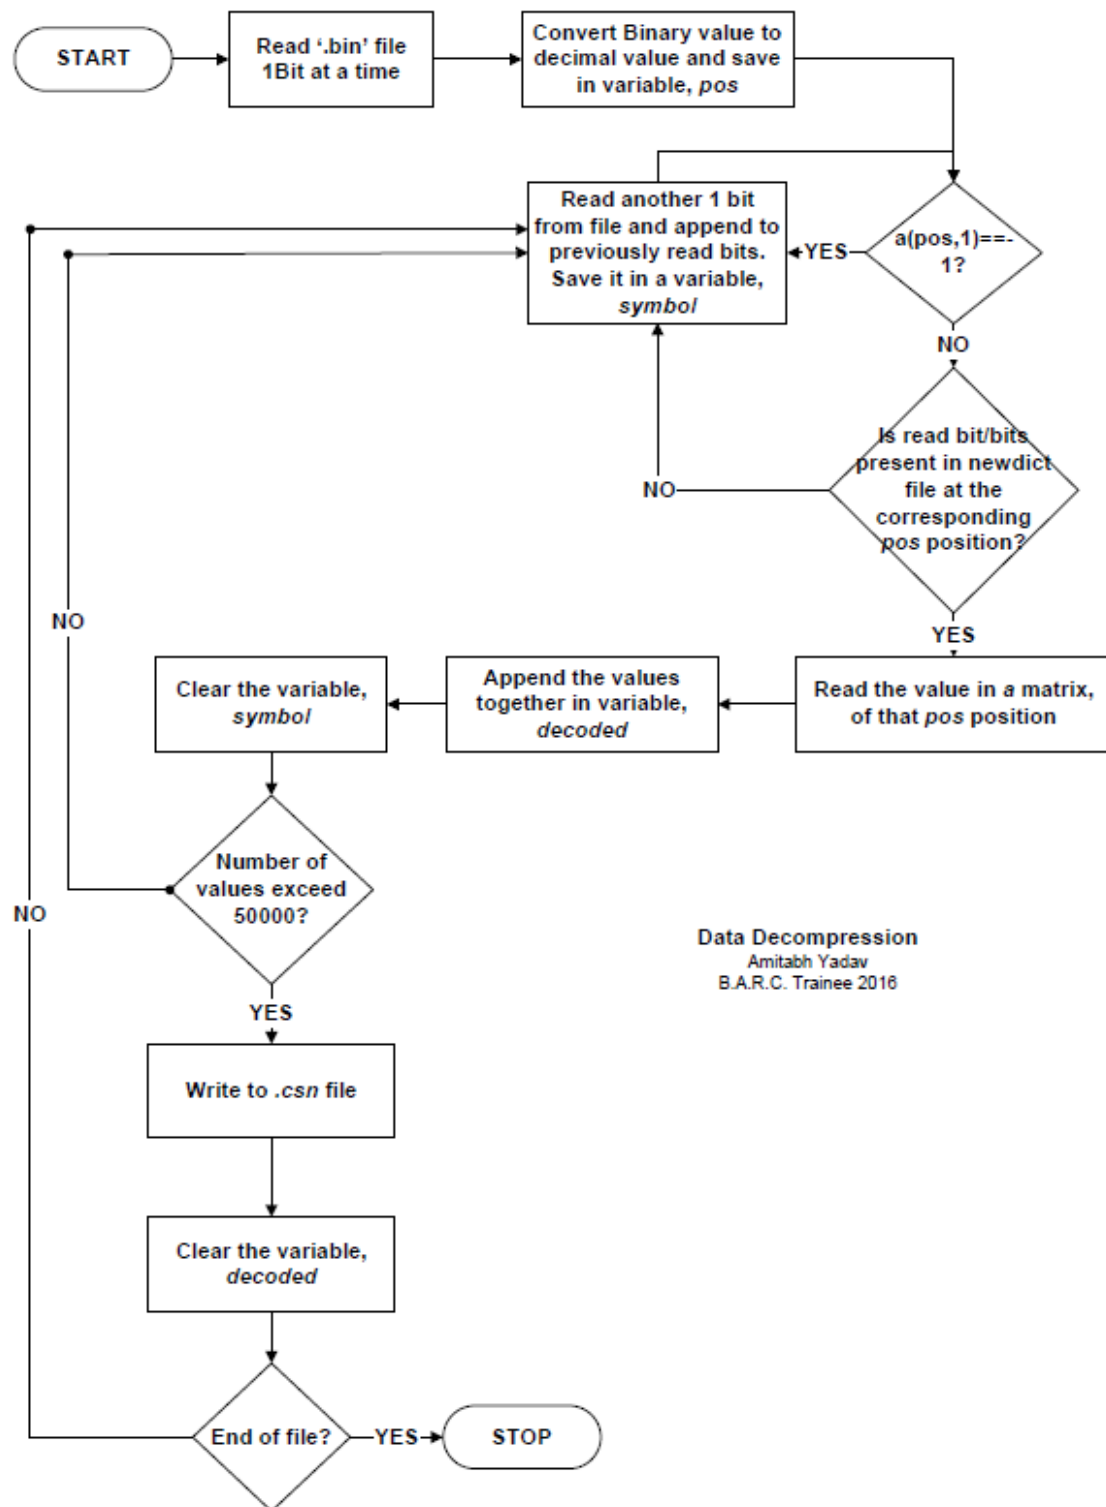 START
Read ‘.bin’ file
1Bit at a time
Convert Binary value to
decimal value and save
in variable, pos
Read another 1 bit
from file and append to
previously read bits.
Save it in a variable,
symbol
YES
a(pos,1)==-
1?
NO
Is read bit/bits
present in newdict
file at the
corresponding
pos position?
NO
YES
NO
Clear the variable,
symbol
Append the values
together in variable,
decoded
Read the value in a matrix,
of that pos position
Number of
values exceed
50000?
NO
YES
Data Decompression
Amitabh Yadav
B.A.R.C. Trainee 2016
Write to .csn file
Clear the variable,
decoded
End of file?
YES
STOP